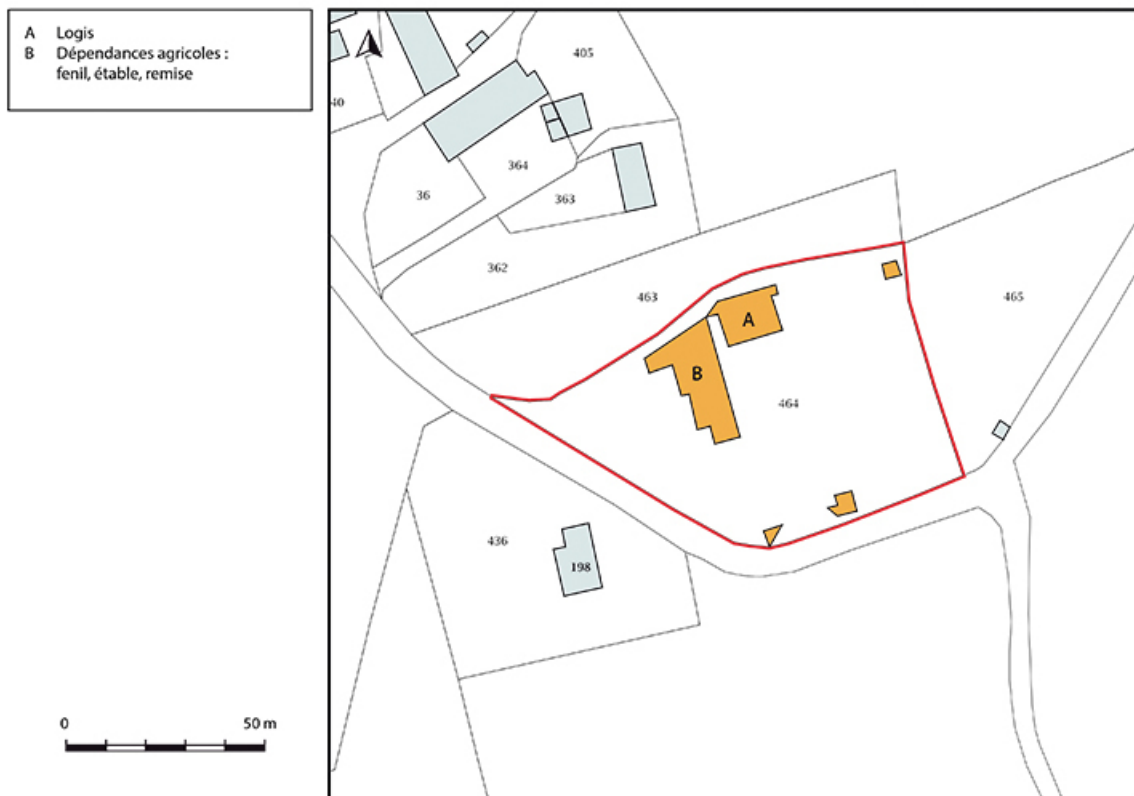 A Logis
B Dépendances agricoles :
fenil, étable, remise
405
40
364
36
363
362
463
465
A
B
464
436
198
0 50 m